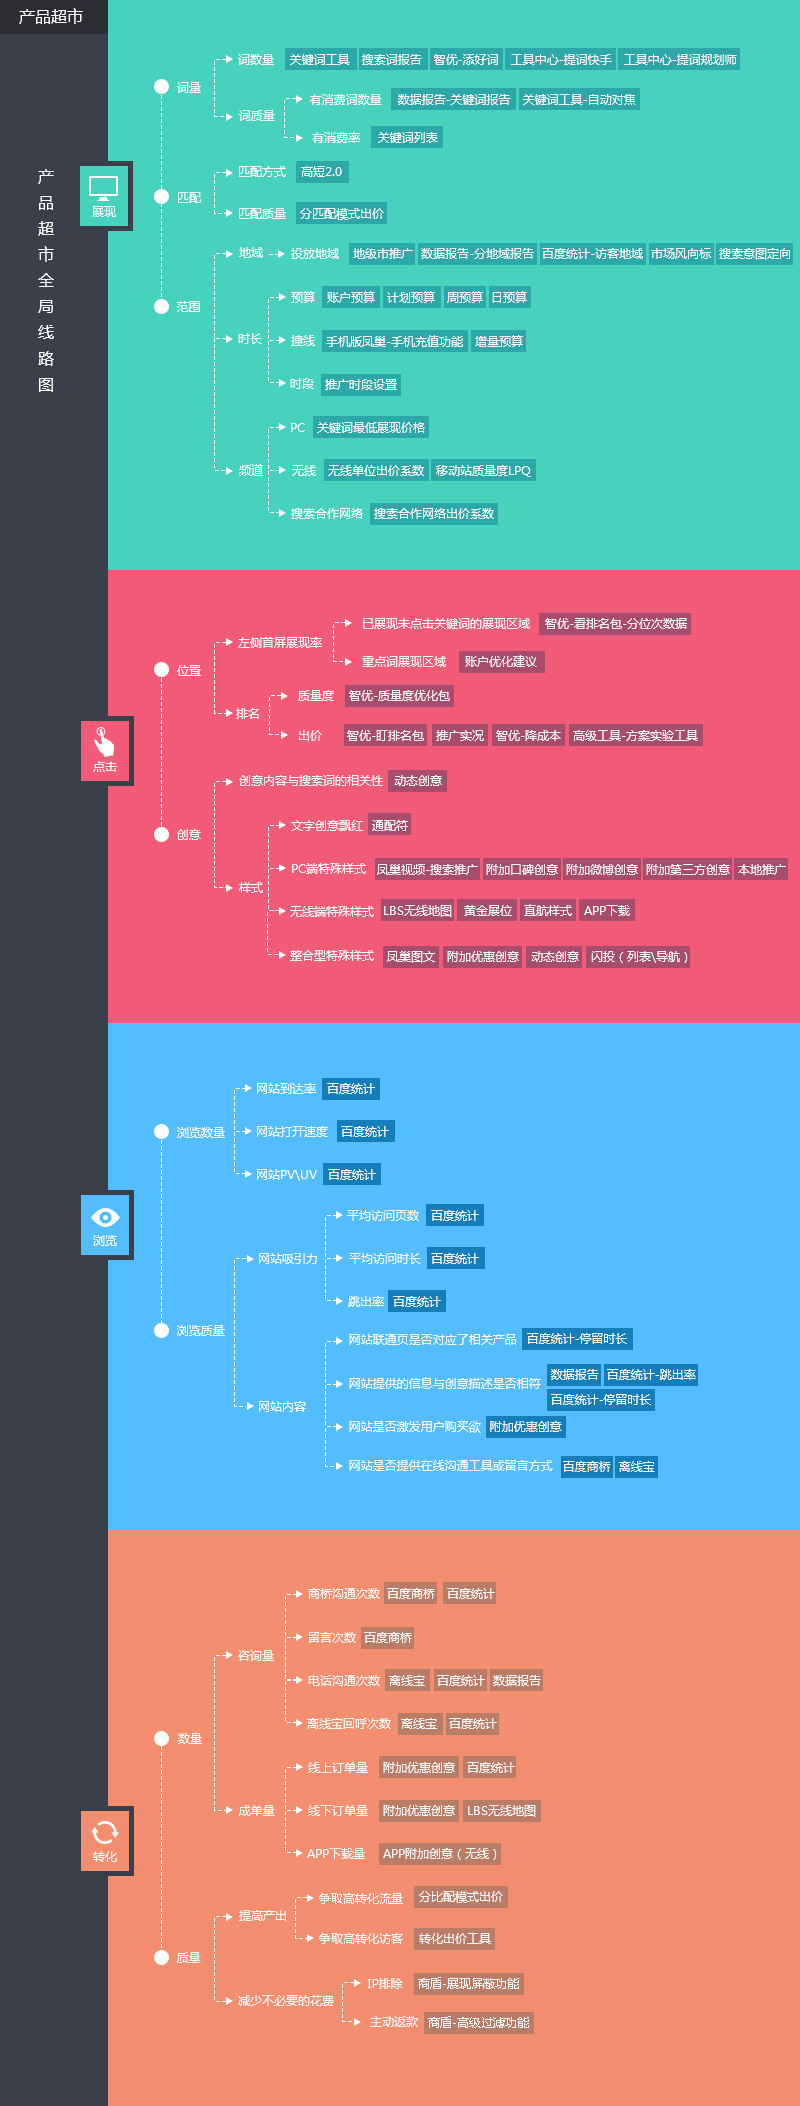 产品超市
产品超市全局线路图
展现
词量
词数量 关键词工具 搜索词报告 智优-添好词 工具中心-提词快手 工具中心-提词规划师
词质量
有消费词数量 数据报告-关键词报告 关键词工具-自动对焦
有消费率 关键词列表
匹配
匹配方式 高短2.0
匹配质量 分匹配模式出价
范围
地域 投放地域 地级市推广 数据报告-分地域报告 百度统计-访客地域 市场风向标 搜索意图定向
时长
预算 账户预算 计划预算 周预算 日预算
撞线 手机版凤巢-手机充值功能 增量预算
时段 推广时段设置
频道
PC 关键词最低展现价格
无线 无线单位出价系数 移动站质量度LPQ
搜索合作网络 搜索合作网络出价系数
点击
位置
左侧首屏展现率
已展现未点击关键词的展现区域 智优-看排名包-分位次数据
重点词展现区域 账户优化建议
排名
质量度 智优-质量度优化包
出价 智优-盯排名包 推广实况 智优-降成本 高级工具-方案实验工具
创意
创意内容与搜索词的相关性 动态创意
样式
文字创意飘红 通配符
PC端特殊样式 凤巢视频-搜索推广 附加口碑创意 附加微博创意 附加第三方创意 本地推广
无线端特殊样式 LBS无线地图 黄金展位 直航样式 APP下载
整合型特殊样式 凤巢图文 附加优惠创意 动态创意 闪投（列表\导航）
浏览
浏览数量
网站到达率 百度统计
网站打开速度 百度统计
网站PV\UV 百度统计
浏览质量
网站吸引力
平均访问页数 百度统计
平均访问时长 百度统计
跳出率 百度统计
网站内容
网站联通页是否对应了相关产品 百度统计-停留时长
网站提供的信息与创意描述是否相符 数据报告 百度统计-跳出率
百度统计-停留时长
网站是否激发用户购买欲 附加优惠创意
网站是否提供在线沟通工具或留言方式 百度商桥 离线宝
转化
数量
咨询量
商桥沟通次数 百度商桥 百度统计
留言次数 百度商桥
电话沟通次数 离线宝 百度统计 数据报告
离线宝回呼次数 离线宝 百度统计
成单量
线上订单量 附加优惠创意 百度统计
线下订单量 附加优惠创意 LBS无线地图
APP下载量 APP附加创意（无线）
质量
提高产出
争取高转化流量 分比配模式出价
争取高转化访客 转化出价工具
减少不必要的花费
IP排除 商盾-展现屏蔽功能
主动返款 商盾-高级过滤功能